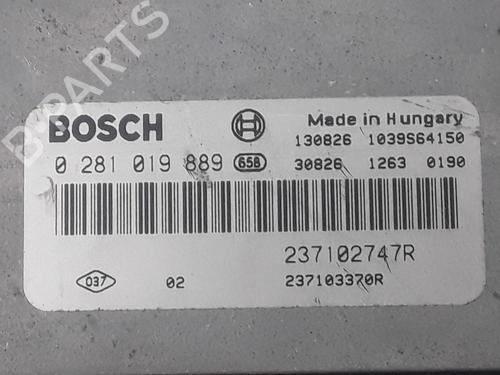 B-PARTS
BOSCH
Made in Hungary
130826 1039S64150
0 281 019 889 658 30826 1263 0190
237102747R
037 02 237103370R